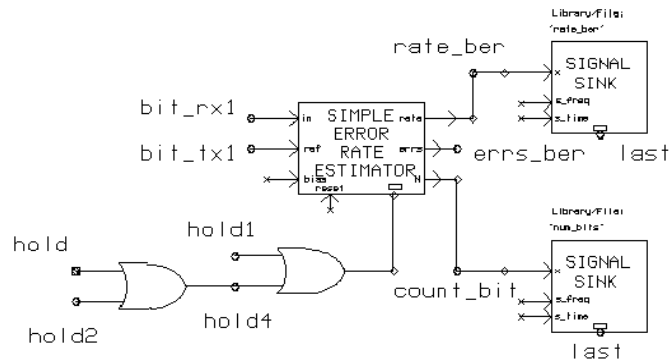 Library/File:
'rate_ber'
rate_ber
SIGNAL
SINK
x
s_freq
s_time
last
bit_rx1
bit_tx1
in
ref
bias
reset
SIMPLE
ERROR
RATE
ESTIMATOR
rate
errs
N
errs_ber
hold
hold1
hold2
hold4
count_bit
Library/File:
'num_bits'
SIGNAL
SINK
x
s_freq
s_time
last